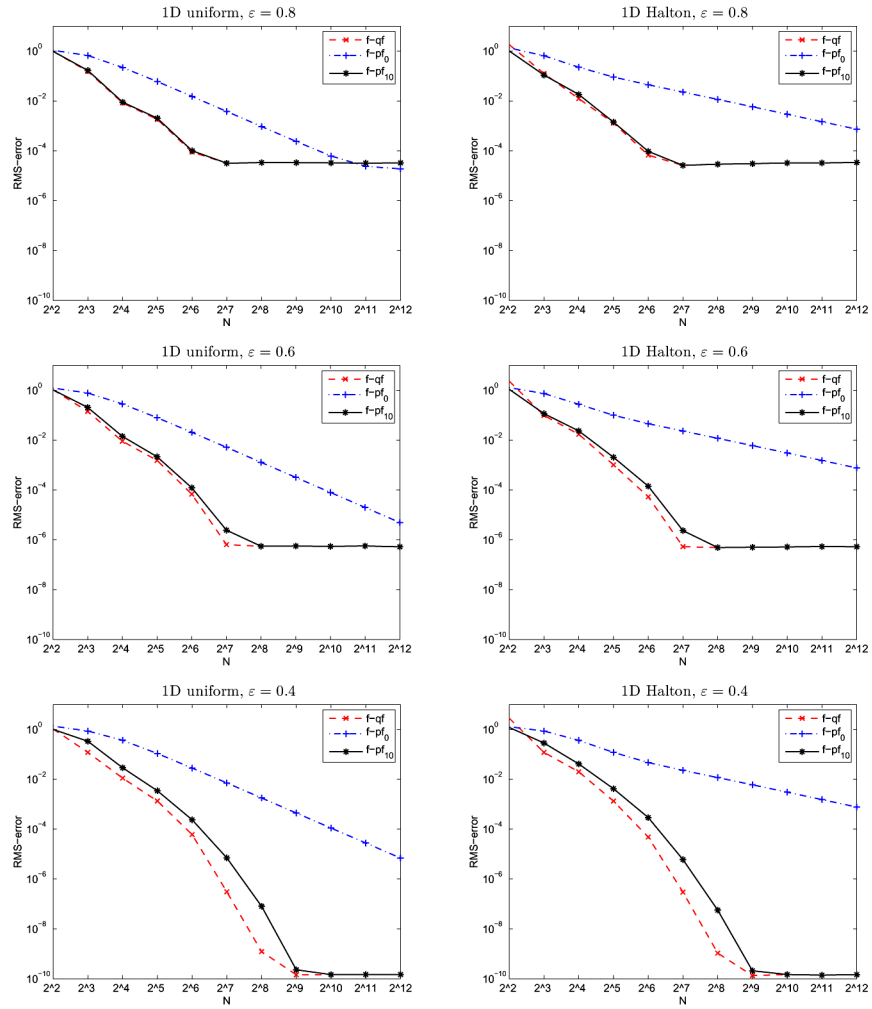 1D uniform, ε = 0.8
1D Halton, ε = 0.8
f−qf
f−pf₀
f−pf₁₀
f−qf
f−pf₀
f−pf₁₀
RMS−error
10⁰
10⁻²
10⁻⁴
10⁻⁶
10⁻⁸
10⁻¹⁰
RMS−error
10⁰
10⁻²
10⁻⁴
10⁻⁶
10⁻⁸
10⁻¹⁰
2^2 2^3 2^4 2^5 2^6 2^7 2^8 2^9 2^10 2^11 2^12
N
2^2 2^3 2^4 2^5 2^6 2^7 2^8 2^9 2^10 2^11 2^12
N
1D uniform, ε = 0.6
1D Halton, ε = 0.6
f−qf
f−pf₀
f−pf₁₀
f−qf
f−pf₀
f−pf₁₀
RMS−error
10⁰
10⁻²
10⁻⁴
10⁻⁶
10⁻⁸
10⁻¹⁰
RMS−error
10⁰
10⁻²
10⁻⁴
10⁻⁶
10⁻⁸
10⁻¹⁰
2^2 2^3 2^4 2^5 2^6 2^7 2^8 2^9 2^10 2^11 2^12
N
2^2 2^3 2^4 2^5 2^6 2^7 2^8 2^9 2^10 2^11 2^12
N
1D uniform, ε = 0.4
1D Halton, ε = 0.4
f−qf
f−pf₀
f−pf₁₀
f−qf
f−pf₀
f−pf₁₀
RMS−error
10⁰
10⁻²
10⁻⁴
10⁻⁶
10⁻⁸
10⁻¹⁰
RMS−error
10⁰
10⁻²
10⁻⁴
10⁻⁶
10⁻⁸
10⁻¹⁰
2^2 2^3 2^4 2^5 2^6 2^7 2^8 2^9 2^10 2^11 2^12
N
2^2 2^3 2^4 2^5 2^6 2^7 2^8 2^9 2^10 2^11 2^12
N